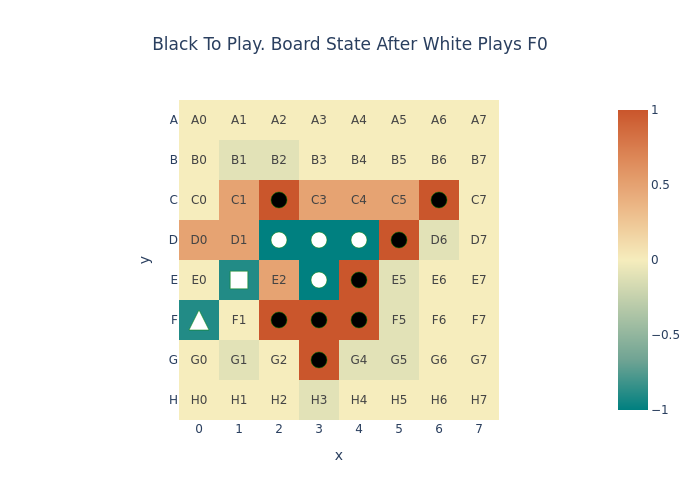 Black To Play. Board State After White Plays F0
A A0 A1 A2 A3 A4 A5 A6 A7
B B0 B1 B2 B3 B4 B5 B6 B7
C C0 C1 C3 C4 C5 C7
D D0 D1 D6 D7
E E0 E2 E5 E6 E7
F F1 F5 F6 F7
G G0 G1 G2 G4 G5 G6 G7
H H0 H1 H2 H3 H4 H5 H6 H7
0 1 2 3 4 5 6 7
x
y
1
0.5
0
−0.5
−1